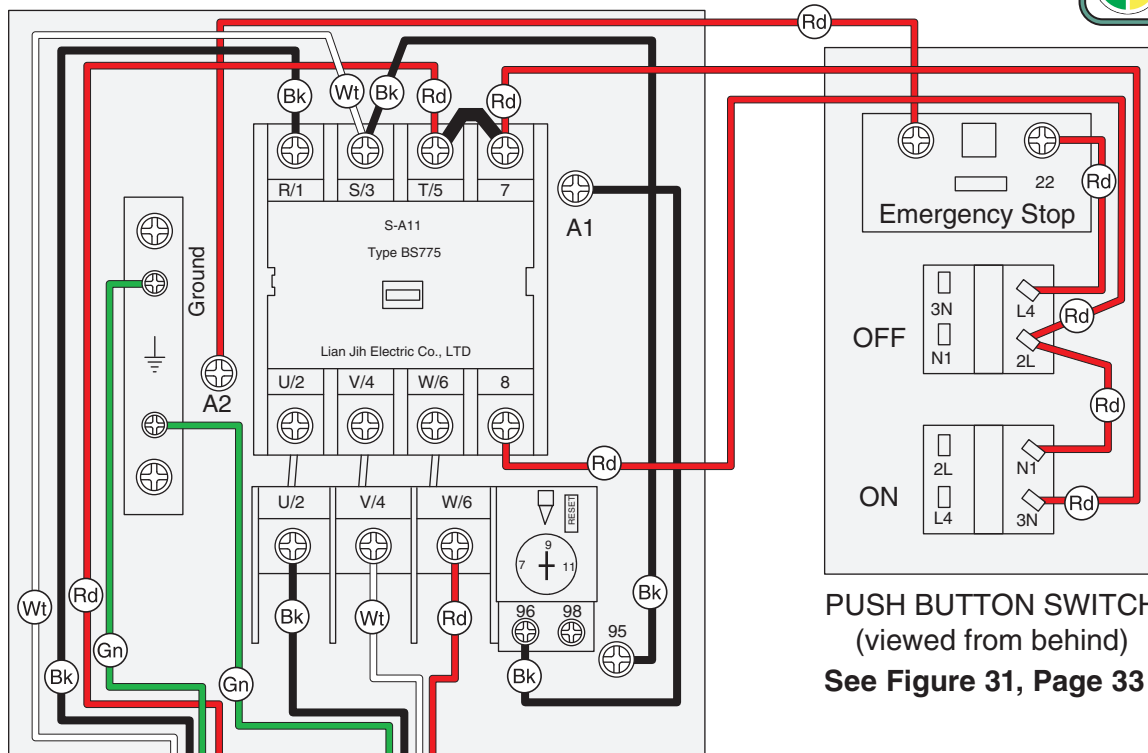 Rd
Bk
Wt
Bk
Rd
Rd
R/1
S/3
T/5
7
A1
S-A11
Type BS775
Lian Jih Electric Co., LTD
U/2
V/4
W/6
8
Ground
A2
Rd
U/2
V/4
W/6
RESET
7
9
11
96
98
95
Bk
Wt
Rd
Bk
Bk
Wt
Rd
Gn
Bk
Gn
22
Rd
Emergency Stop
OFF
3N
N1
L4
2L
Rd
Rd
ON
2L
L4
N1
3N
Rd
PUSH BUTTON SWITCH
(viewed from behind)
See Figure 31, Page 33